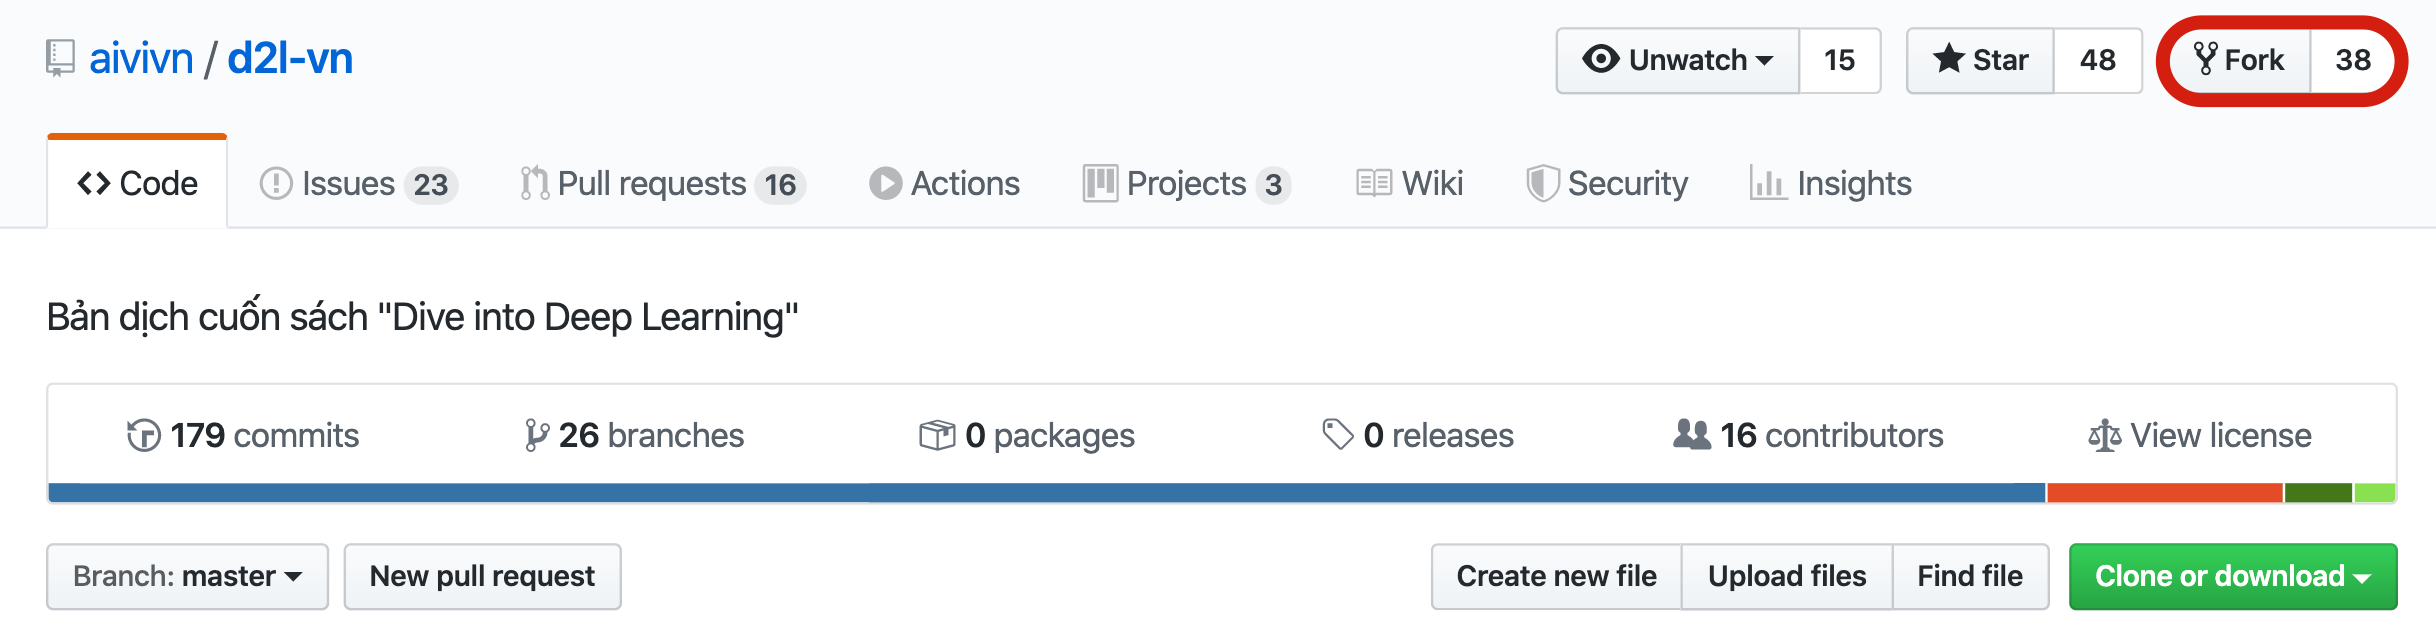 aivivn / d2l-vn Unwatch 15 Star 48 Fork 38
Code Issues 23 Pull requests 16 Actions Projects 3 Wiki Security Insights
Bản dịch cuốn sách "Dive into Deep Learning"
179 commits 26 branches 0 packages 0 releases 16 contributors View license
Branch: master New pull request Create new file Upload files Find file Clone or download